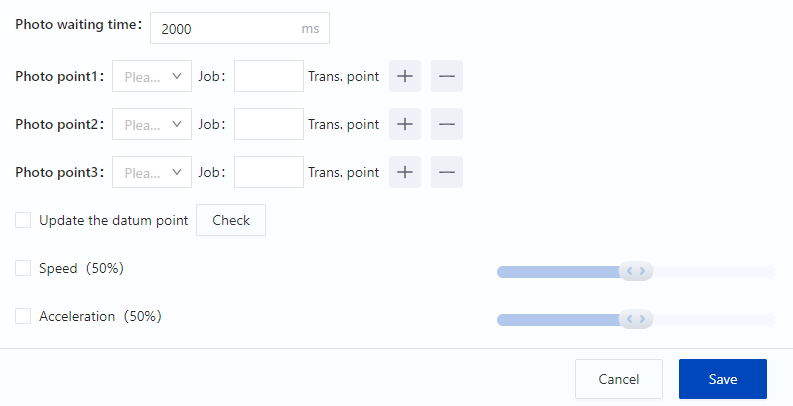 Photo waiting time: 2000 ms
Photo point1: Plea... Job: Trans. point + —
Photo point2: Plea... Job: Trans. point + —
Photo point3: Plea... Job: Trans. point + —
Update the datum point Check
Speed (50%)
Acceleration (50%)
Cancel Save